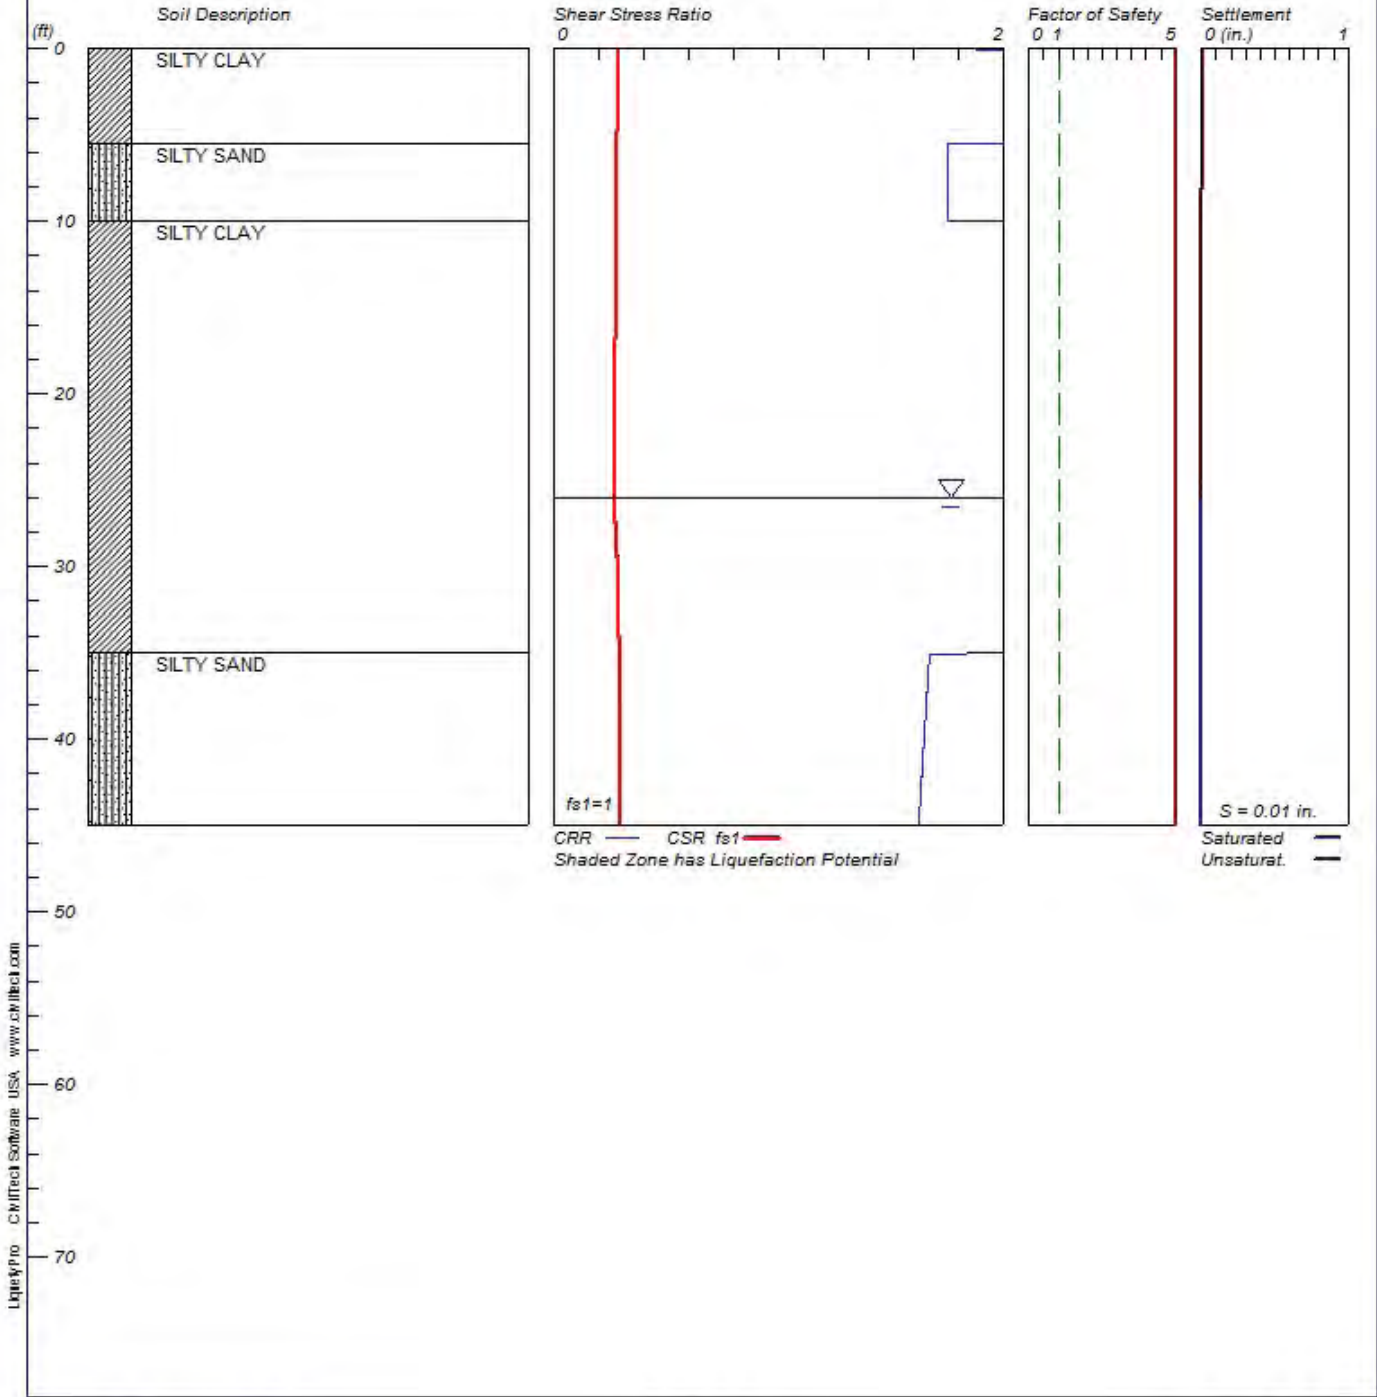 Soil Description Shear Stress Ratio Factor of Safety Settlement
(ft) 0 2 0 1 5 0 (in.) 1
0
SILTY CLAY
SILTY SAND
10
SILTY CLAY
20
30
SILTY SAND
40
fs1=1
S = 0.01 in.
CRR CSR fs1 Saturated
Shaded Zone has Liquefaction Potential Unsaturat.
50
60
70
LiquefyPro CivilTech Software USA www.civiltech.com